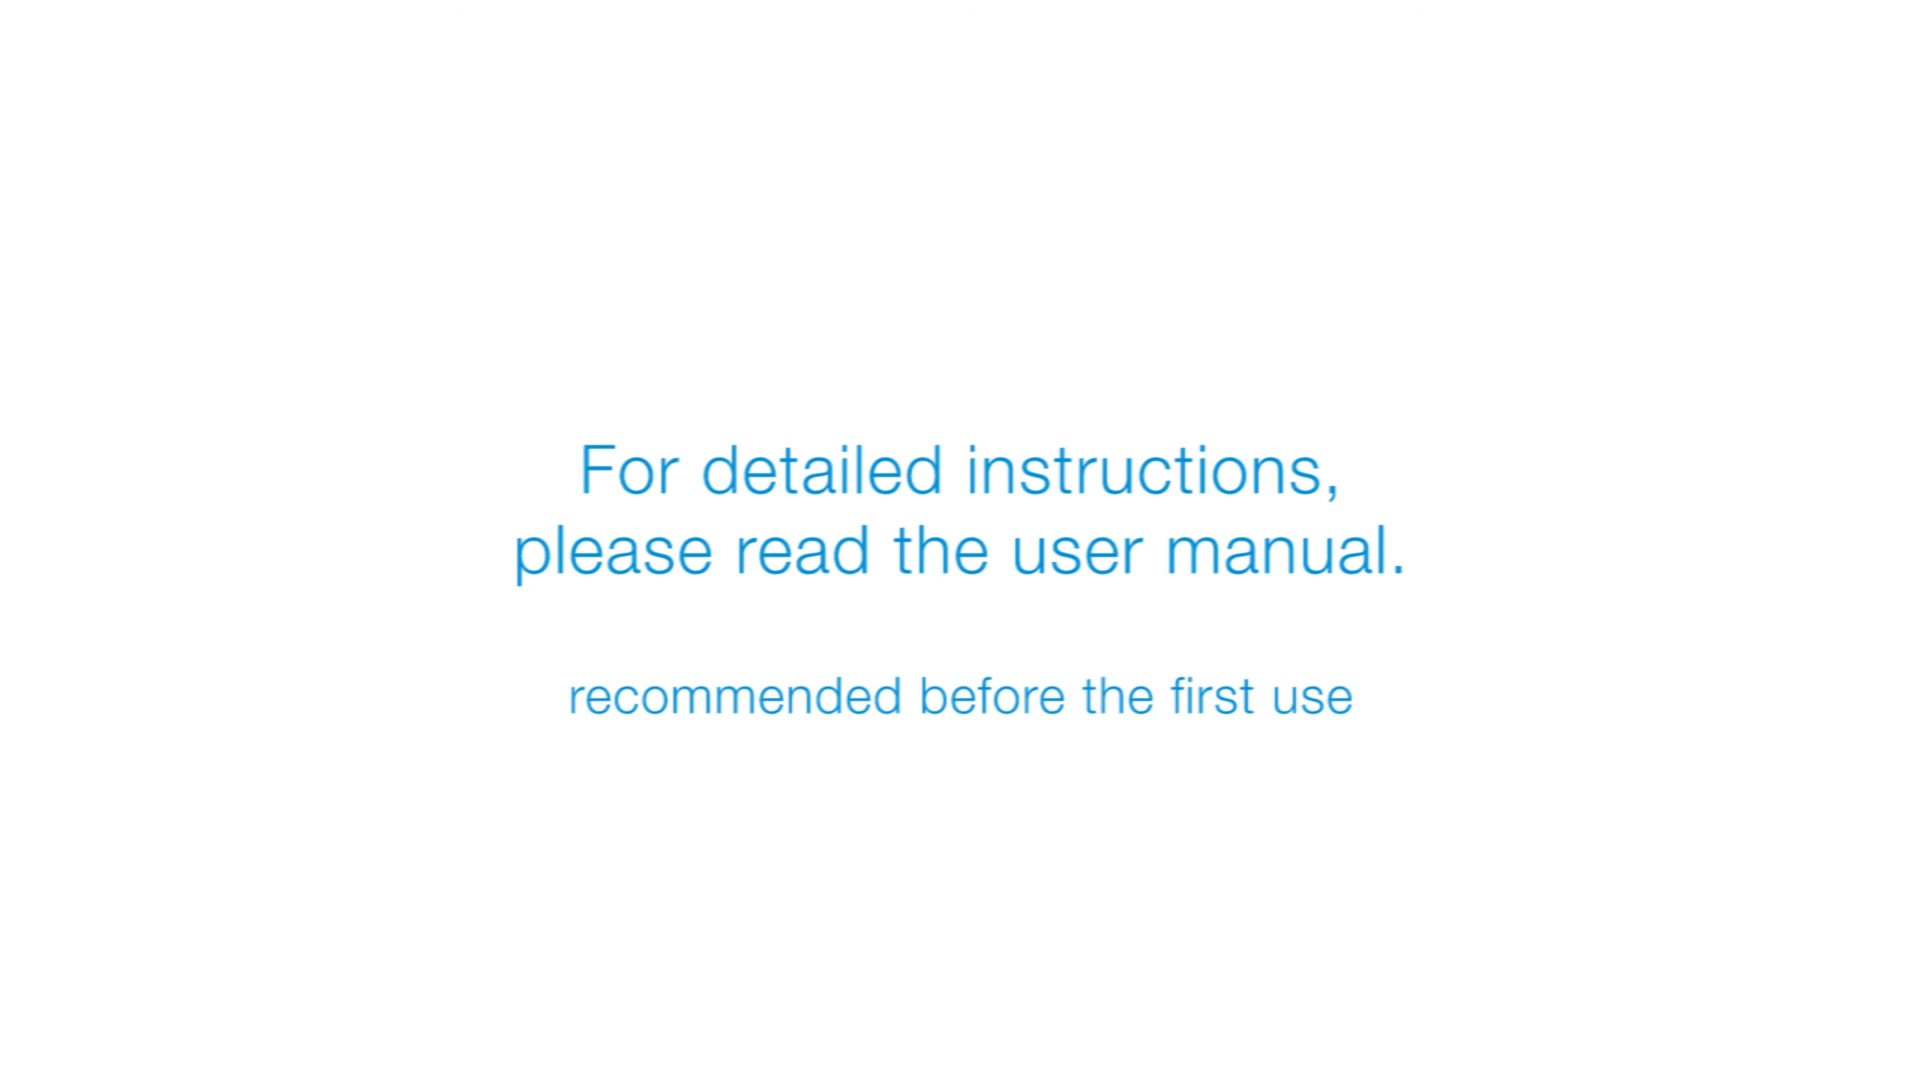 For detailed instructions,
please read the user manual.
recommended before the first use